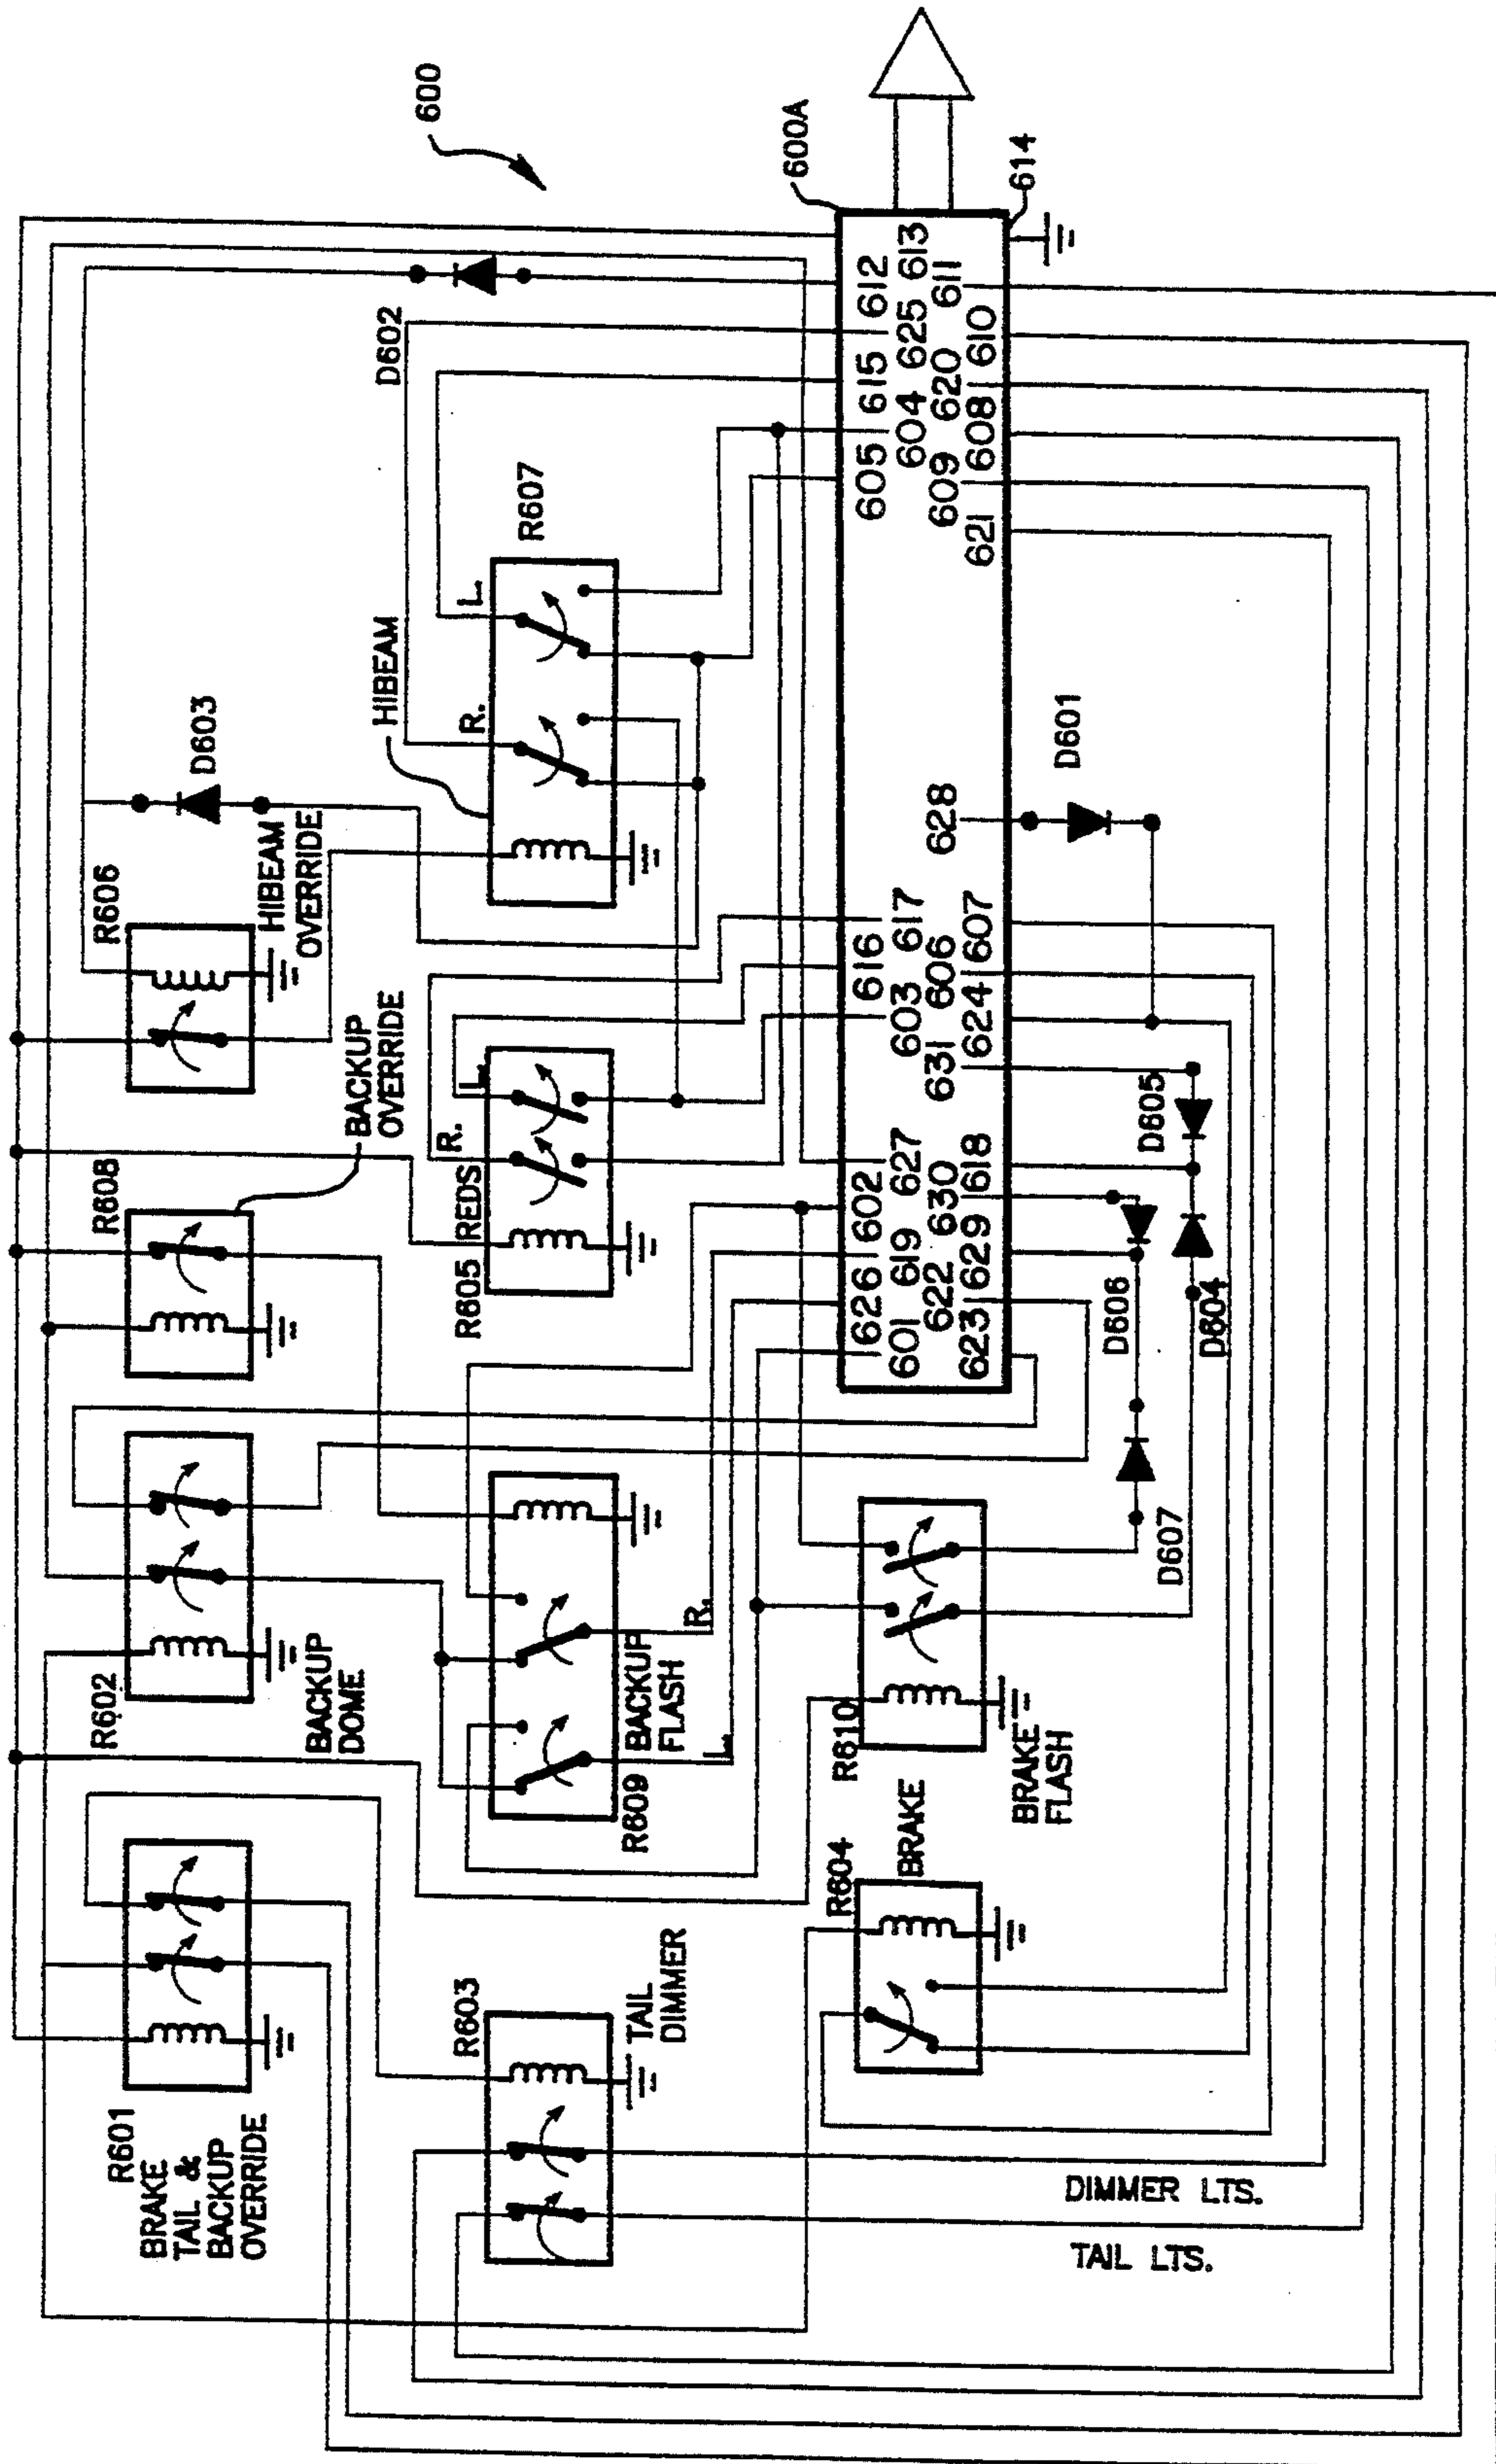 600
R601
BRAKE
TAIL &
BACKUP
OVERRIDE
R602
BACKUP
DOME
R608
BACKUP
OVERRIDE
R606
HIBEAM
OVERRIDE
D603
D602
R603
TAIL
DIMMER
R609
BACKUP
FLASH
L.
R.
R605
REDS
R.
L.
HIBEAM
R.
L.
R607
600A
614
R604
BRAKE
R610
BRAKE
FLASH
626
602
616
605
615
612
601
619
627
603
617
604
625
613
622
630
631
606
628
609
620
611
623
629
618
624
607
621
608
610
D601
D605
D606
D604
D607
DIMMER LTS.
TAIL LTS.